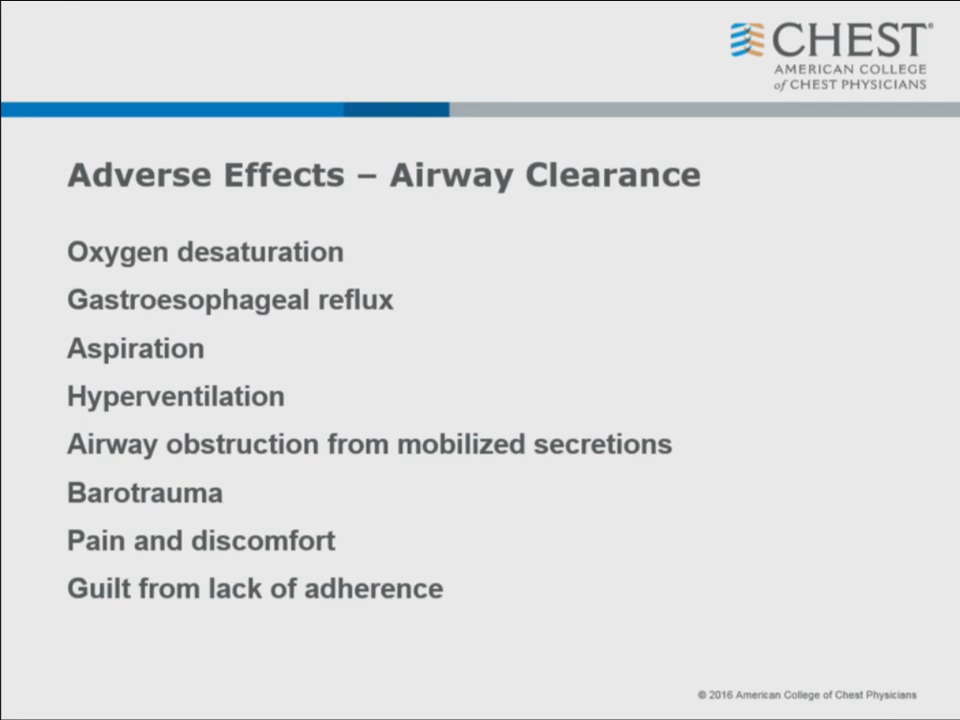 CHEST®
AMERICAN COLLEGE
of CHEST PHYSICIANS
Adverse Effects – Airway Clearance
Oxygen desaturation
Gastroesophageal reflux
Aspiration
Hyperventilation
Airway obstruction from mobilized secretions
Barotrauma
Pain and discomfort
Guilt from lack of adherence
© 2016 American College of Chest Physicians